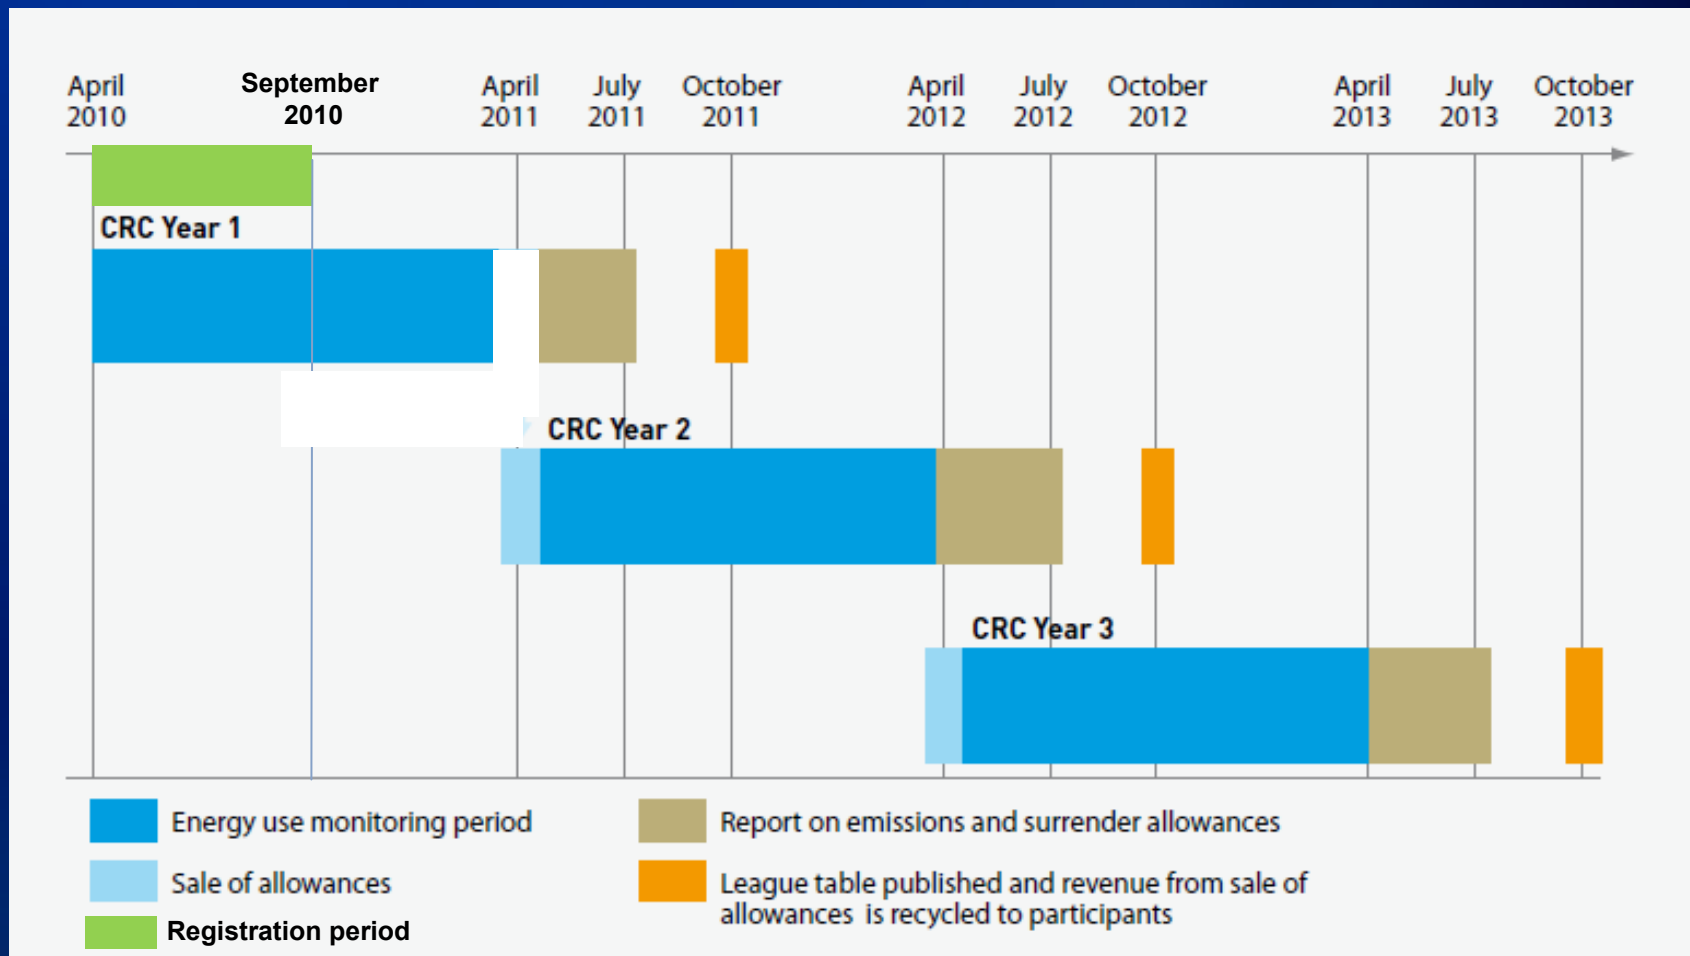 April
2010
September
2010
April
2011
July
2011
October
2011
April
2012
July
2012
October
2012
April
2013
July
2013
October
2013
CRC Year 1
CRC Year 2
CRC Year 3
Energy use monitoring period
Sale of allowances
Registration period
Report on emissions and surrender allowances
League table published and revenue from sale of
allowances is recycled to participants